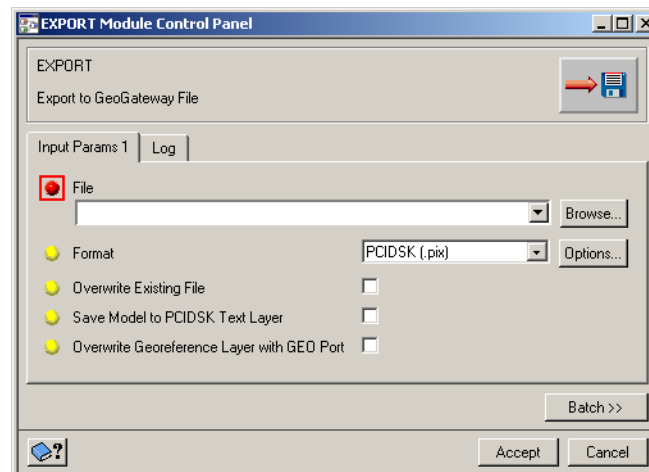 EXPORT Module Control Panel
EXPORT
Export to GeoGateway File
Input Params 1 Log
File
Browse...
Format PCIDSK (.pix) Options...
Overwrite Existing File
Save Model to PCIDSK Text Layer
Overwrite Georeference Layer with GEO Port
Batch >>
? Accept Cancel